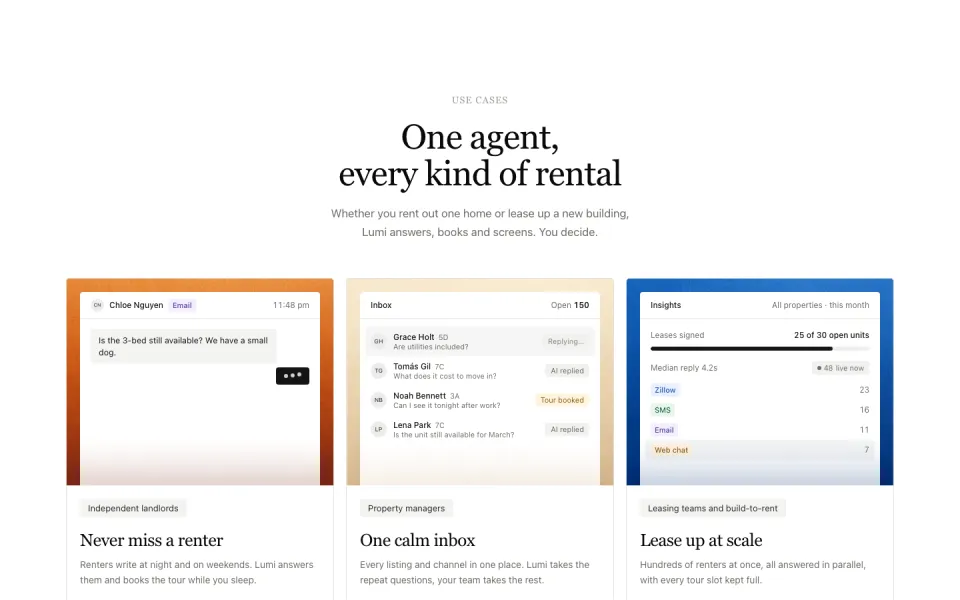 USE CASES
One agent,
every kind of rental
Whether you rent out one home or lease up a new building,
Lumi answers, books and screens. You decide.
CN Chloe Nguyen Email 11:48 pm
Is the 3-bed still available? We have a small
dog.
Independent landlords
Never miss a renter
Renters write at night and on weekends. Lumi answers
them and books the tour while you sleep.
Inbox Open 150
GH Grace Holt 5D Replying...
Are utilities included?
TG Tomás Gil 7C AI replied
What does it cost to move in?
NB Noah Bennett 3A Tour booked
Can I see it tonight after work?
LP Lena Park 7C AI replied
Is the unit still available for March?
Property managers
One calm inbox
Every listing and channel in one place. Lumi takes the
repeat questions, your team takes the rest.
Insights All properties · this month
Leases signed 25 of 30 open units
Median reply 4.2s 48 live now
Zillow 23
SMS 16
Email 11
Web chat 7
Leasing teams and build-to-rent
Lease up at scale
Hundreds of renters at once, all answered in parallel,
with every tour slot kept full.